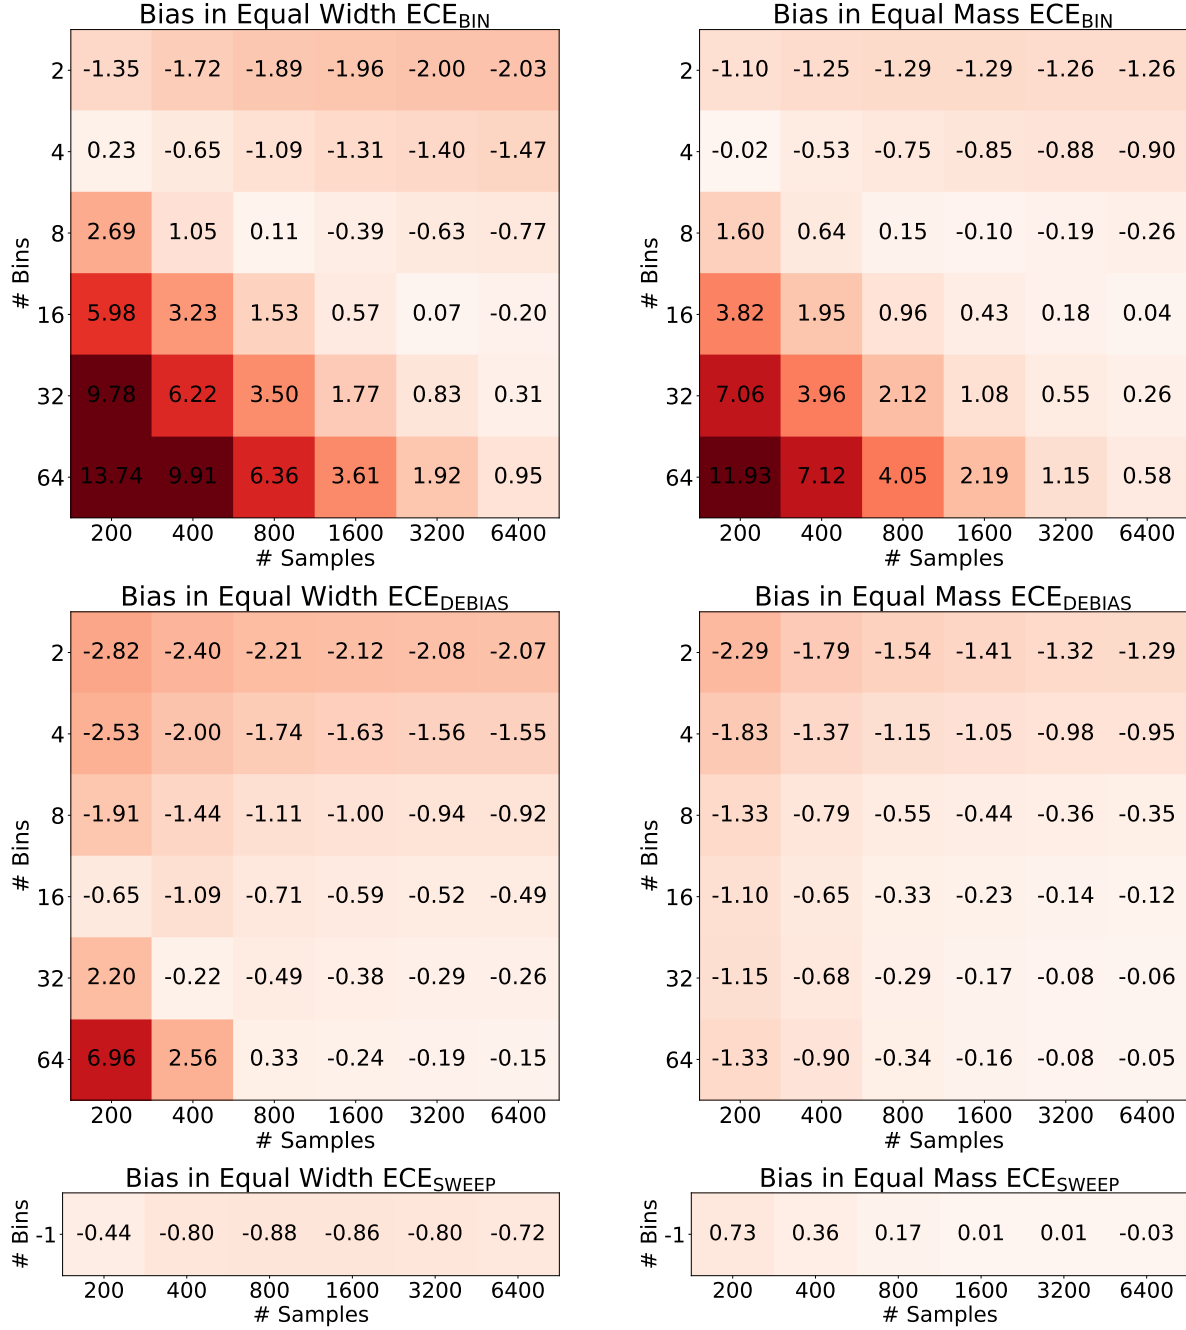 Bias in Equal Width ECE_BIN
# Bins
2 -1.35 -1.72 -1.89 -1.96 -2.00 -2.03
4 0.23 -0.65 -1.09 -1.31 -1.40 -1.47
8 2.69 1.05 0.11 -0.39 -0.63 -0.77
16 5.98 3.23 1.53 0.57 0.07 -0.20
32 9.78 6.22 3.50 1.77 0.83 0.31
64 13.74 9.91 6.36 3.61 1.92 0.95
200 400 800 1600 3200 6400
# Samples
Bias in Equal Mass ECE_BIN
# Bins
2 -1.10 -1.25 -1.29 -1.29 -1.26 -1.26
4 -0.02 -0.53 -0.75 -0.85 -0.88 -0.90
8 1.60 0.64 0.15 -0.10 -0.19 -0.26
16 3.82 1.95 0.96 0.43 0.18 0.04
32 7.06 3.96 2.12 1.08 0.55 0.26
64 11.93 7.12 4.05 2.19 1.15 0.58
200 400 800 1600 3200 6400
# Samples
Bias in Equal Width ECE_DEBIAS
# Bins
2 -2.82 -2.40 -2.21 -2.12 -2.08 -2.07
4 -2.53 -2.00 -1.74 -1.63 -1.56 -1.55
8 -1.91 -1.44 -1.11 -1.00 -0.94 -0.92
16 -0.65 -1.09 -0.71 -0.59 -0.52 -0.49
32 2.20 -0.22 -0.49 -0.38 -0.29 -0.26
64 6.96 2.56 0.33 -0.24 -0.19 -0.15
200 400 800 1600 3200 6400
# Samples
Bias in Equal Mass ECE_DEBIAS
# Bins
2 -2.29 -1.79 -1.54 -1.41 -1.32 -1.29
4 -1.83 -1.37 -1.15 -1.05 -0.98 -0.95
8 -1.33 -0.79 -0.55 -0.44 -0.36 -0.35
16 -1.10 -0.65 -0.33 -0.23 -0.14 -0.12
32 -1.15 -0.68 -0.29 -0.17 -0.08 -0.06
64 -1.33 -0.90 -0.34 -0.16 -0.08 -0.05
200 400 800 1600 3200 6400
# Samples
Bias in Equal Width ECE_SWEEP
# Bins
-1 -0.44 -0.80 -0.88 -0.86 -0.80 -0.72
200 400 800 1600 3200 6400
# Samples
Bias in Equal Mass ECE_SWEEP
# Bins
-1 0.73 0.36 0.17 0.01 0.01 -0.03
200 400 800 1600 3200 6400
# Samples